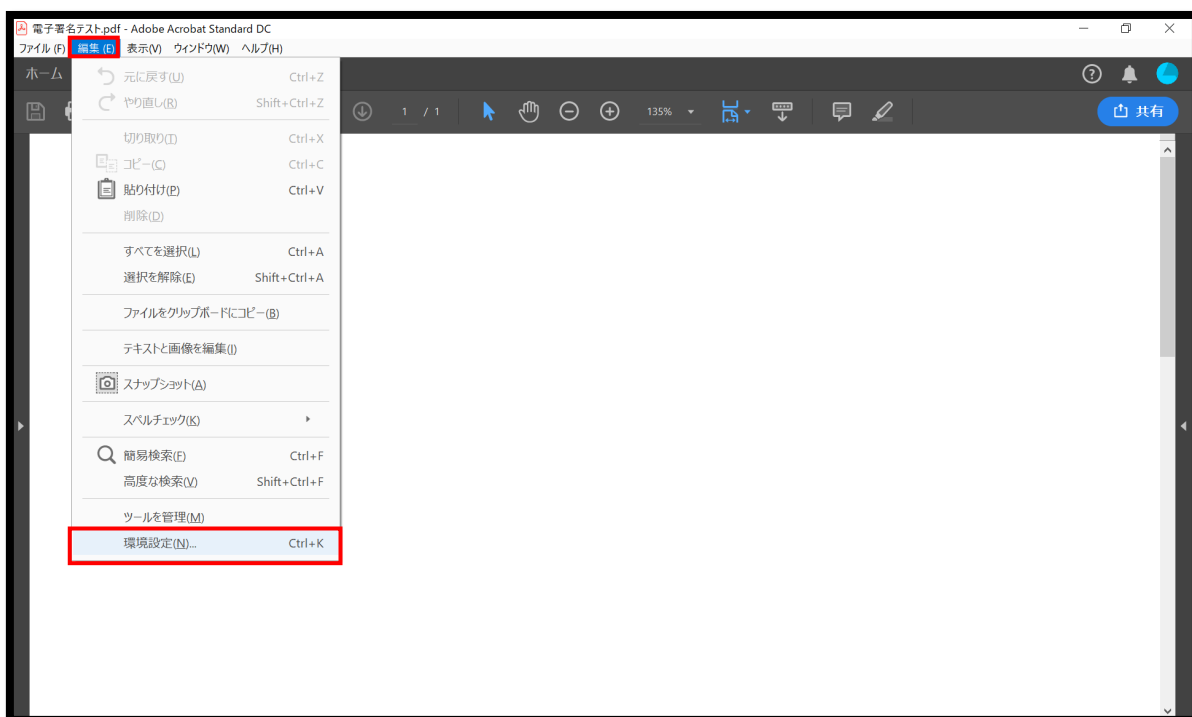 電子署名テスト.pdf - Adobe Acrobat Standard DC
ファイル (F) 編集 (E) 表示(V) ウィンドウ(W) ヘルプ(H)
ホーム
元に戻す(U) Ctrl+Z
やり直し(R) Shift+Ctrl+Z
1 / 1 135% 共有
切り取り(T) Ctrl+X
コピー(C) Ctrl+C
貼り付け(P) Ctrl+V
削除(D)
すべてを選択(L) Ctrl+A
選択を解除(E) Shift+Ctrl+A
ファイルをクリップボードにコピー(B)
テキストと画像を編集(I)
スナップショット(A)
スペルチェック(K)
簡易検索(F) Ctrl+F
高度な検索(V) Shift+Ctrl+F
ツールを管理(M)
環境設定(N)... Ctrl+K